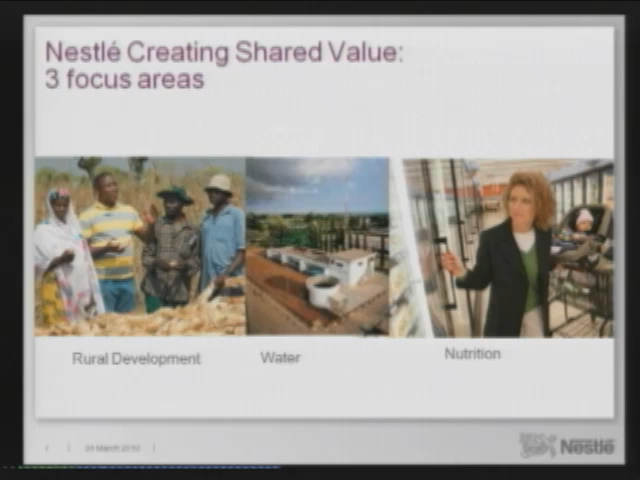 Nestlé Creating Shared Value:
3 focus areas
Rural Development
Water
Nutrition
Nestlé